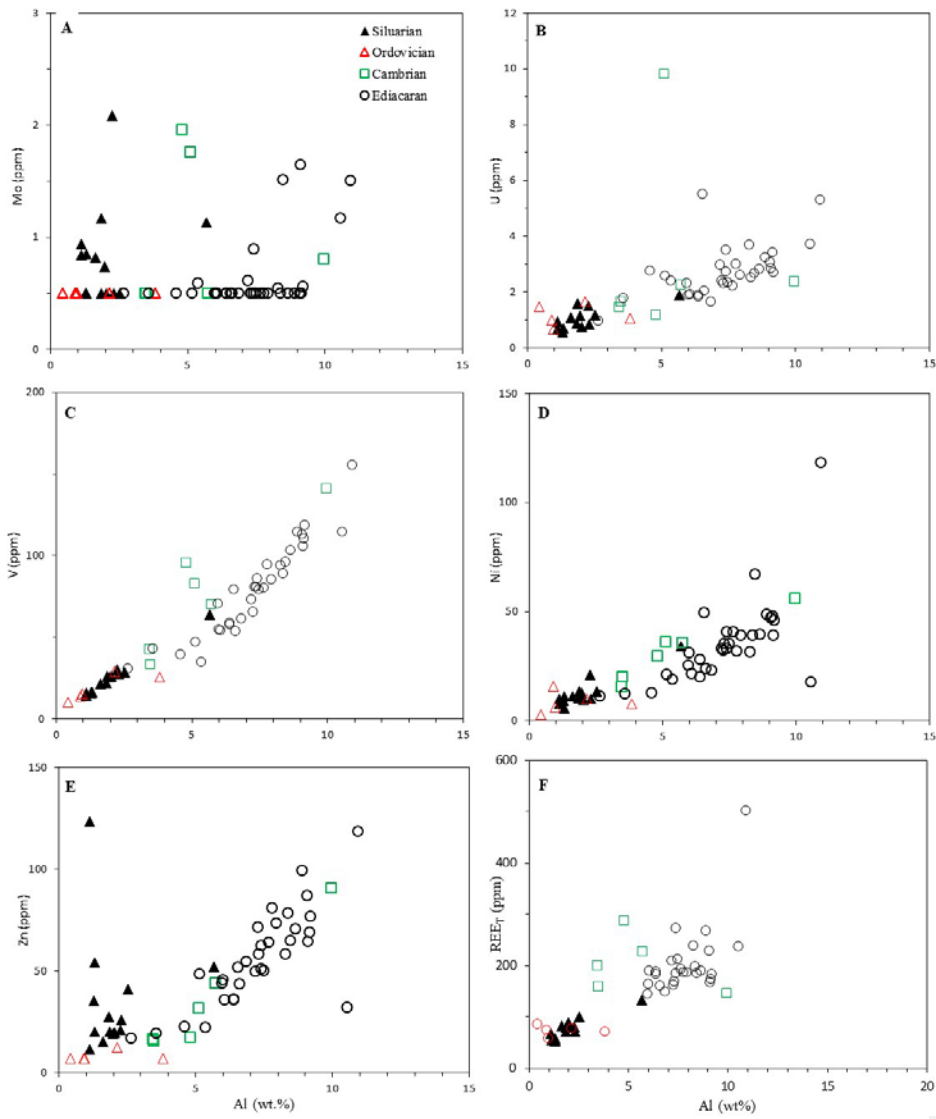 3
A
Siluarian
Ordovician
Cambrian
Ediacaran
2
1
0
Mo (ppm)
0 5 10 15
12
B
10
8
6
4
2
0
U (ppm)
0 5 10 15
200
C
100
0
V (ppm)
0 5 10 15
150
D
100
50
0
Ni (ppm)
0 5 10 15
150
E
100
50
0
Zn (ppm)
0 5 10 15
Al (wt.%)
600
F
400
200
0
REE_T (ppm)
0 5 10 15 20
Al (wt%)